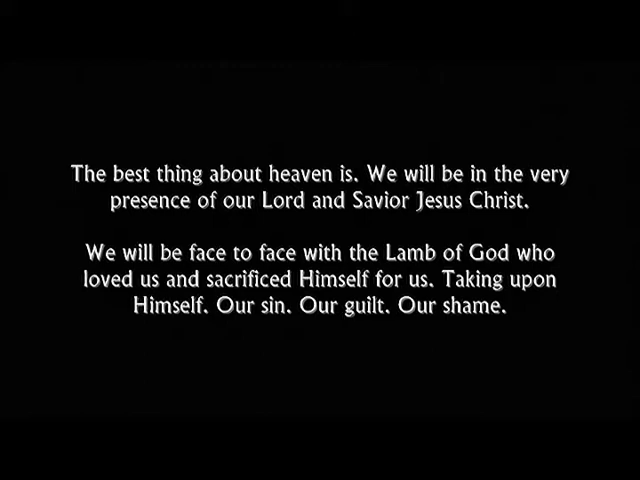 The best thing about heaven is. We will be in the very
presence of our Lord and Savior Jesus Christ.
We will be face to face with the Lamb of God who
loved us and sacrificed Himself for us. Taking upon
Himself. Our sin. Our guilt. Our shame.